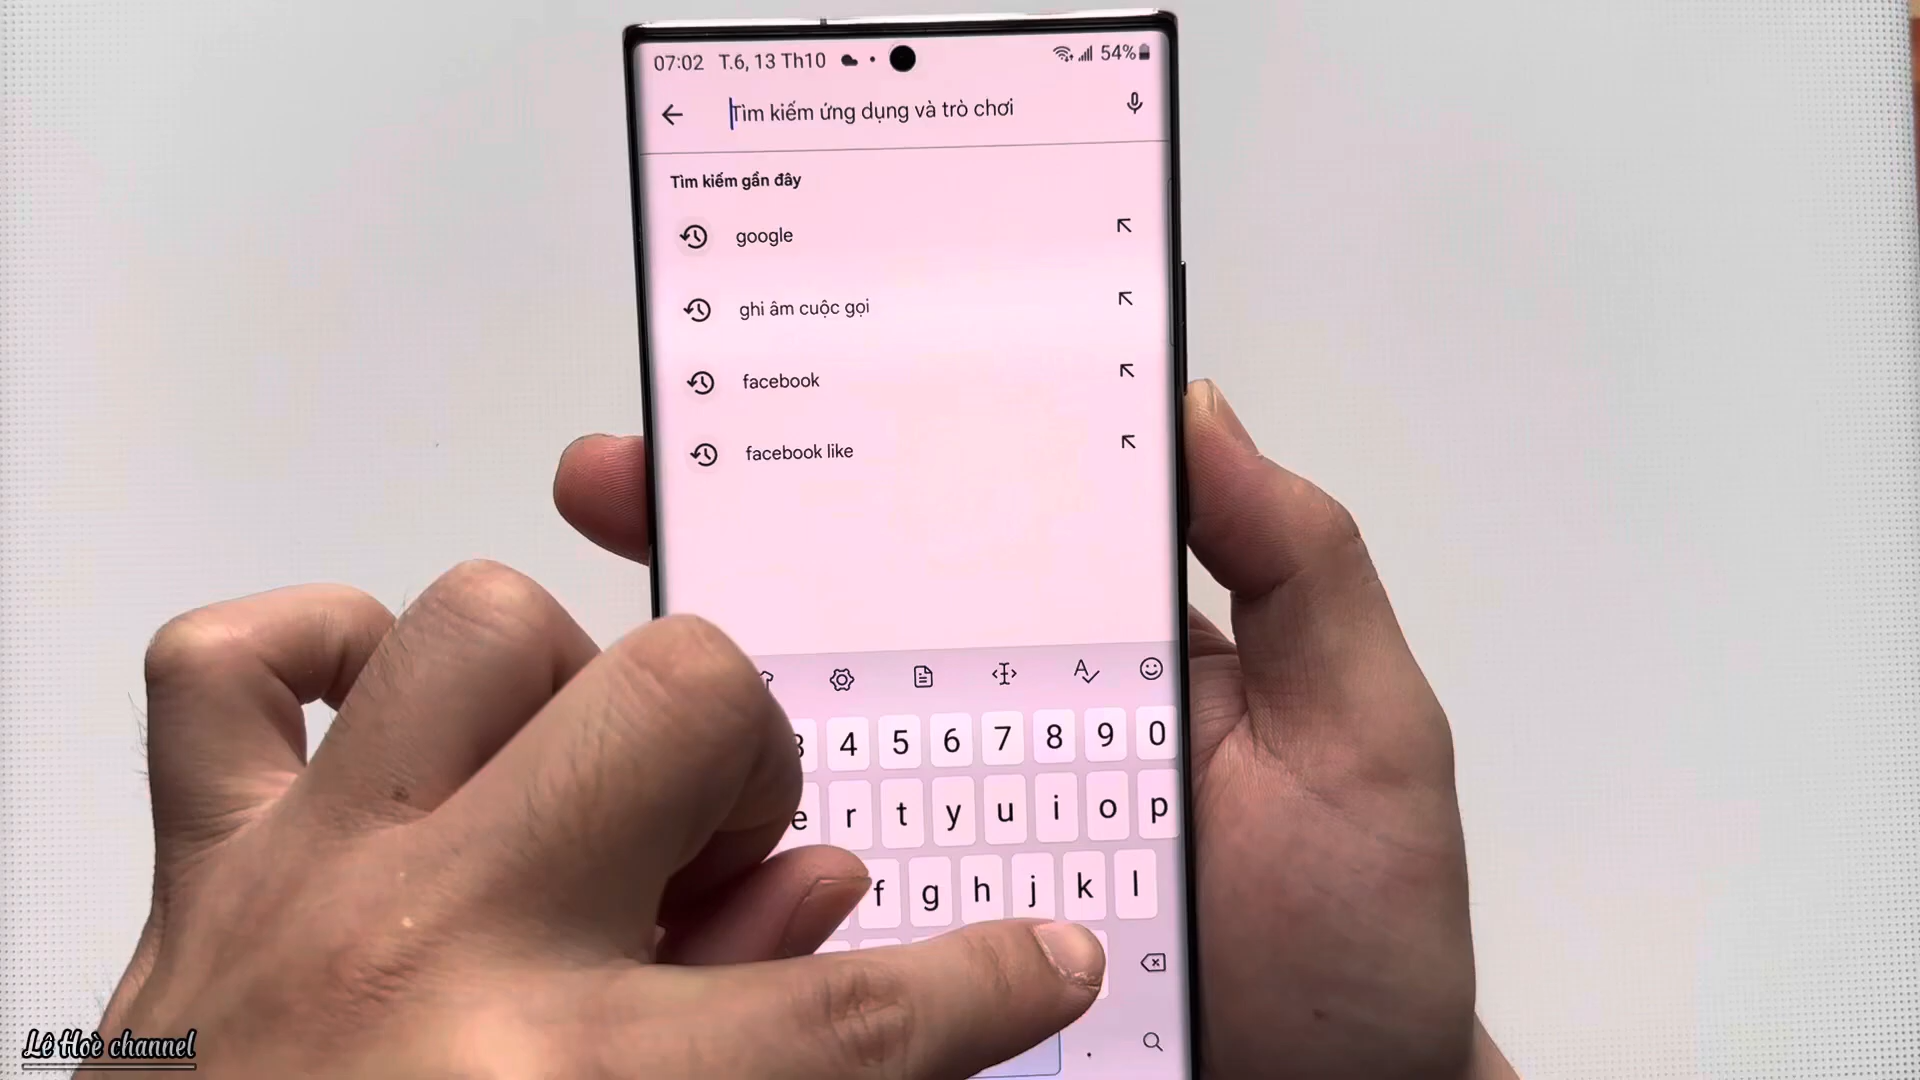 07:02 T.6, 13 Th10 54%
Tìm kiếm ứng dụng và trò chơi
Tìm kiếm gần đây
google
ghi âm cuộc gọi
facebook
facebook like
3 4 5 6 7 8 9 0
e r t y u i o p
f g h j k l
.
Lê Hoè channel